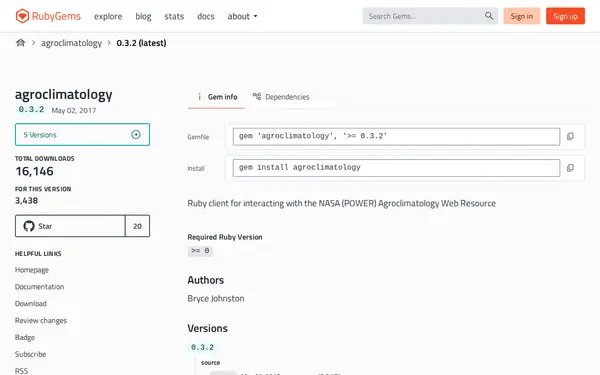 RubyGems
explore
blog
stats
docs
about
Search Gems…
Sign in
Sign up
agroclimatology
0.3.2 (latest)
agroclimatology
0.3.2 May 02, 2017
5 Versions
TOTAL DOWNLOADS
16,146
FOR THIS VERSION
3,438
Star 20
HELPFUL LINKS
Homepage
Documentation
Download
Review changes
Badge
Subscribe
RSS
Gem info
Dependencies
Gemfile
gem 'agroclimatology', '>= 0.3.2'
Install
gem install agroclimatology
Ruby client for interacting with the NASA (POWER) Agroclimatology Web Resource
Required Ruby Version
>= 0
Authors
Bryce Johnston
Versions
0.3.2
source